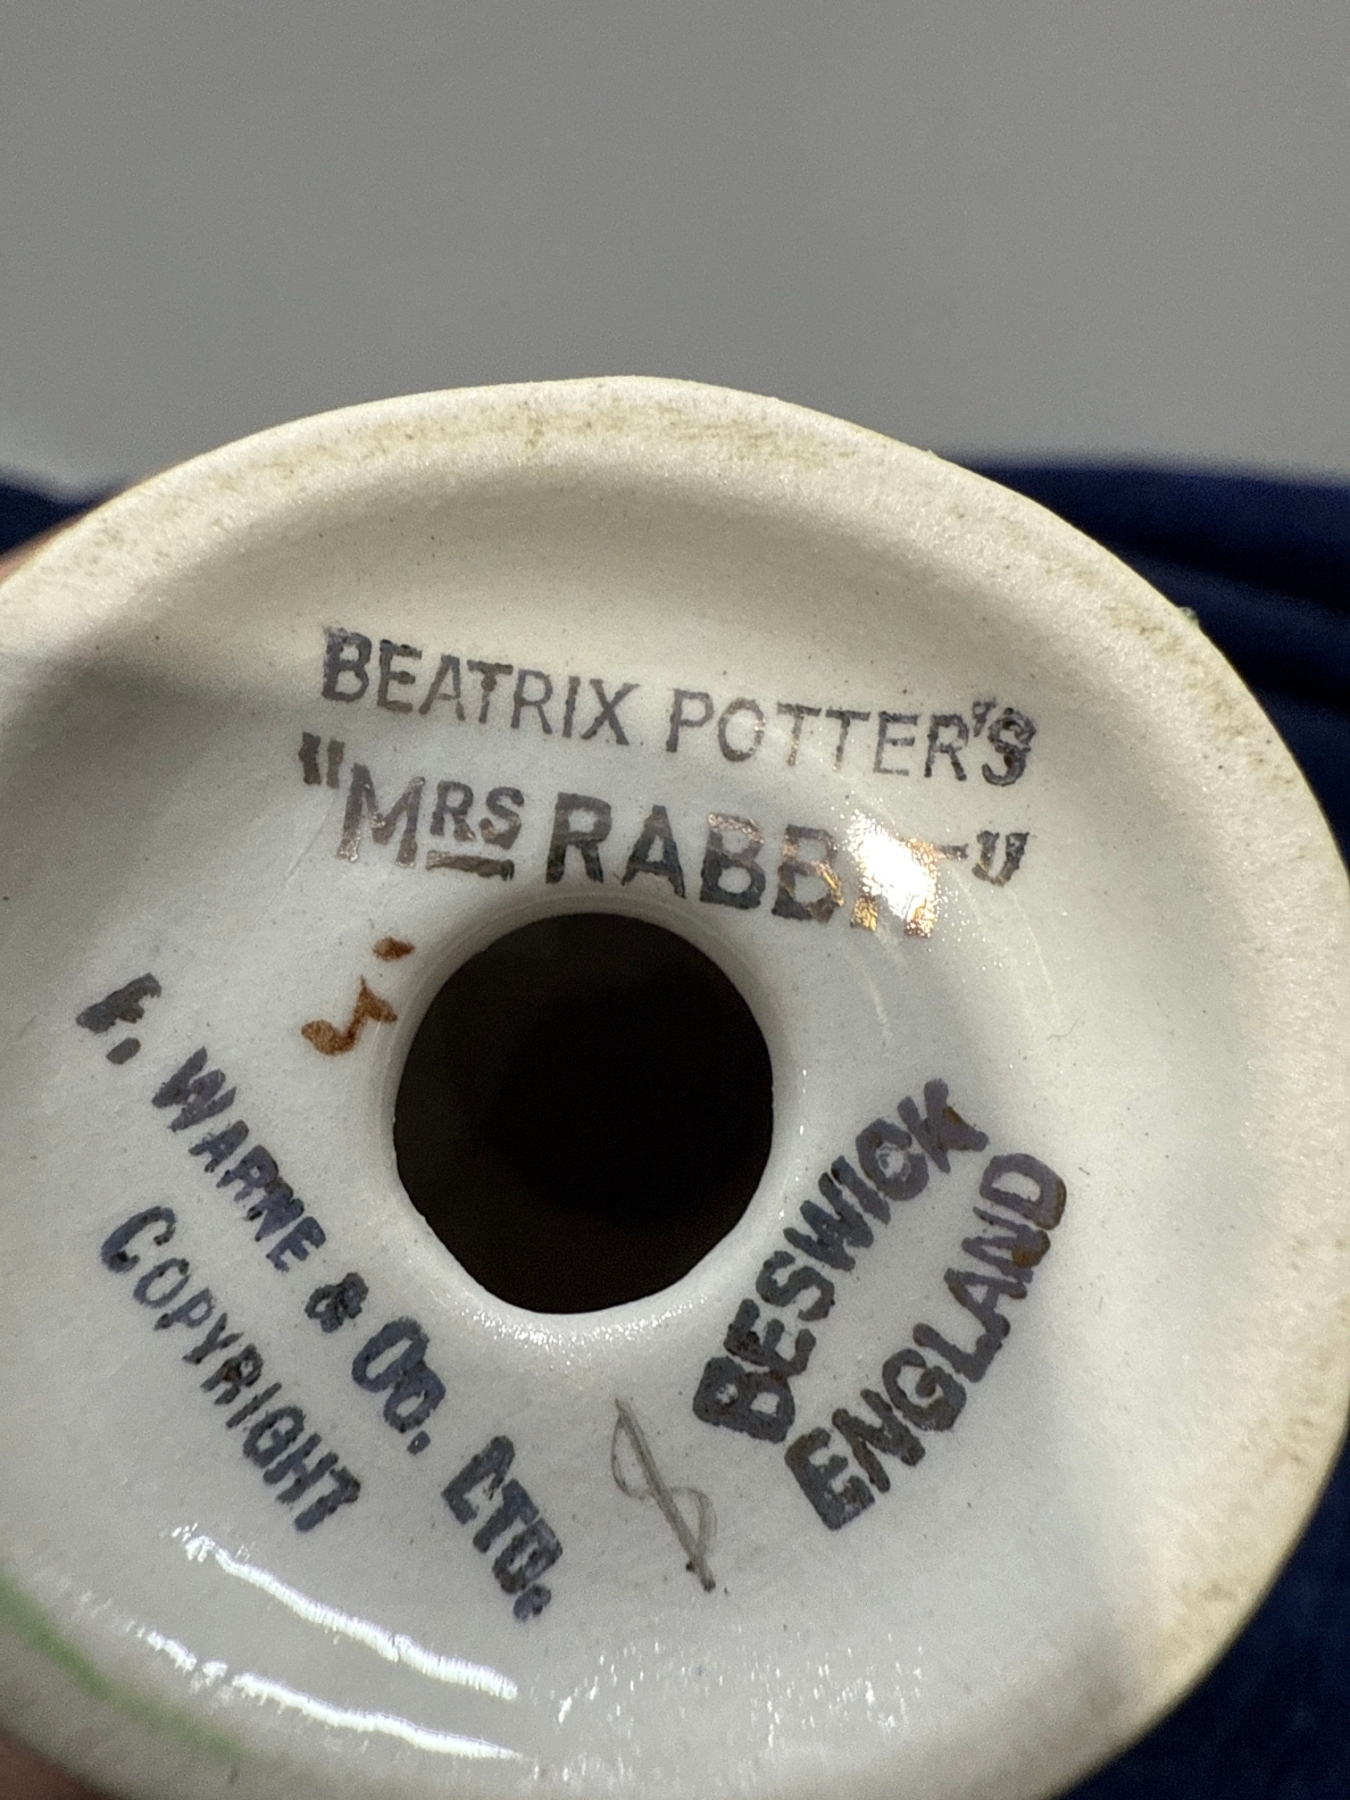 BEATRIX POTTER'S
"MRS RABBIT"
F. WARNE & CO. LTD.
COPYRIGHT
BESWICK
ENGLAND